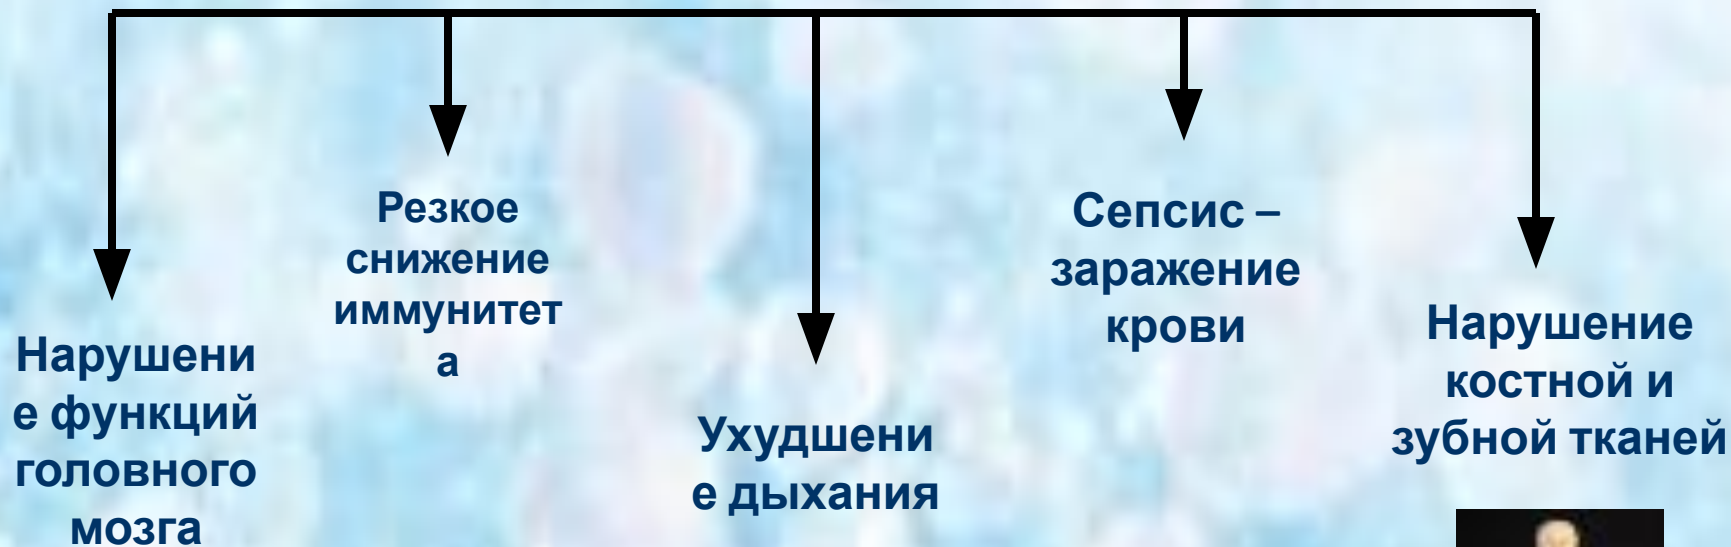 Нарушени
е функций
головного
мозга
Резкое
снижение
иммунитет
а
Ухудшени
е дыхания
Сепсис –
заражение
крови
Нарушение
костной и
зубной тканей